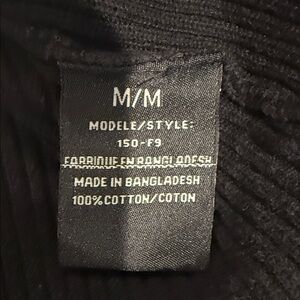 M/M
MODELE/STYLE:
150-F9
FABRIQUE EN BANGLADESH
MADE IN BANGLADESH
100%COTTON/COTON